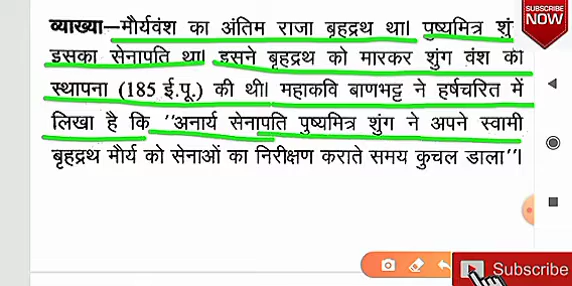 SUBSCRIBE
NOW
व्याख्या–मौर्यवंश का अंतिम राजा बृहद्रथ था। पुष्यमित्र शुं
इसका सेनापति था। इसने बृहद्रथ को मारकर शुंग वंश की
स्थापना (185 ई.पू.) की थी। महाकवि बाणभट्ट ने हर्षचरित में
लिखा है कि ''अनार्य सेनापति पुष्यमित्र शुंग ने अपने स्वामी
बृहद्रथ मौर्य को सेनाओं का निरीक्षण कराते समय कुचल डाला''।
Subscribe